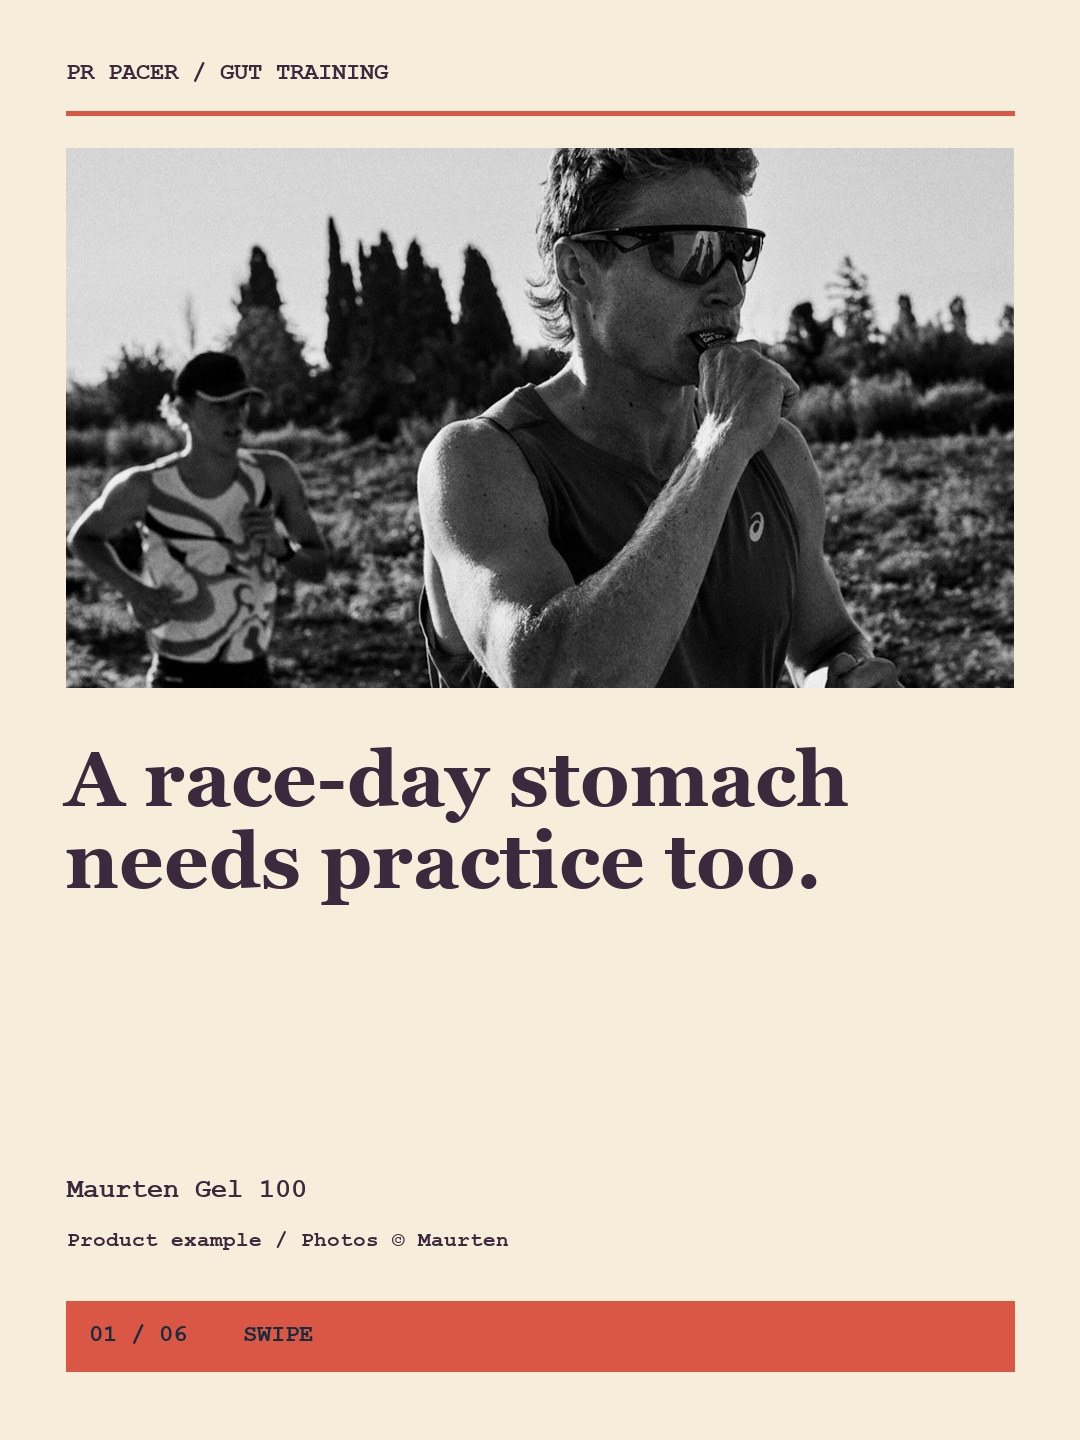 PR PACER / GUT TRAINING
A race-day stomach
needs practice too.
Maurten Gel 100
Product example / Photos © Maurten
01 / 06 SWIPE